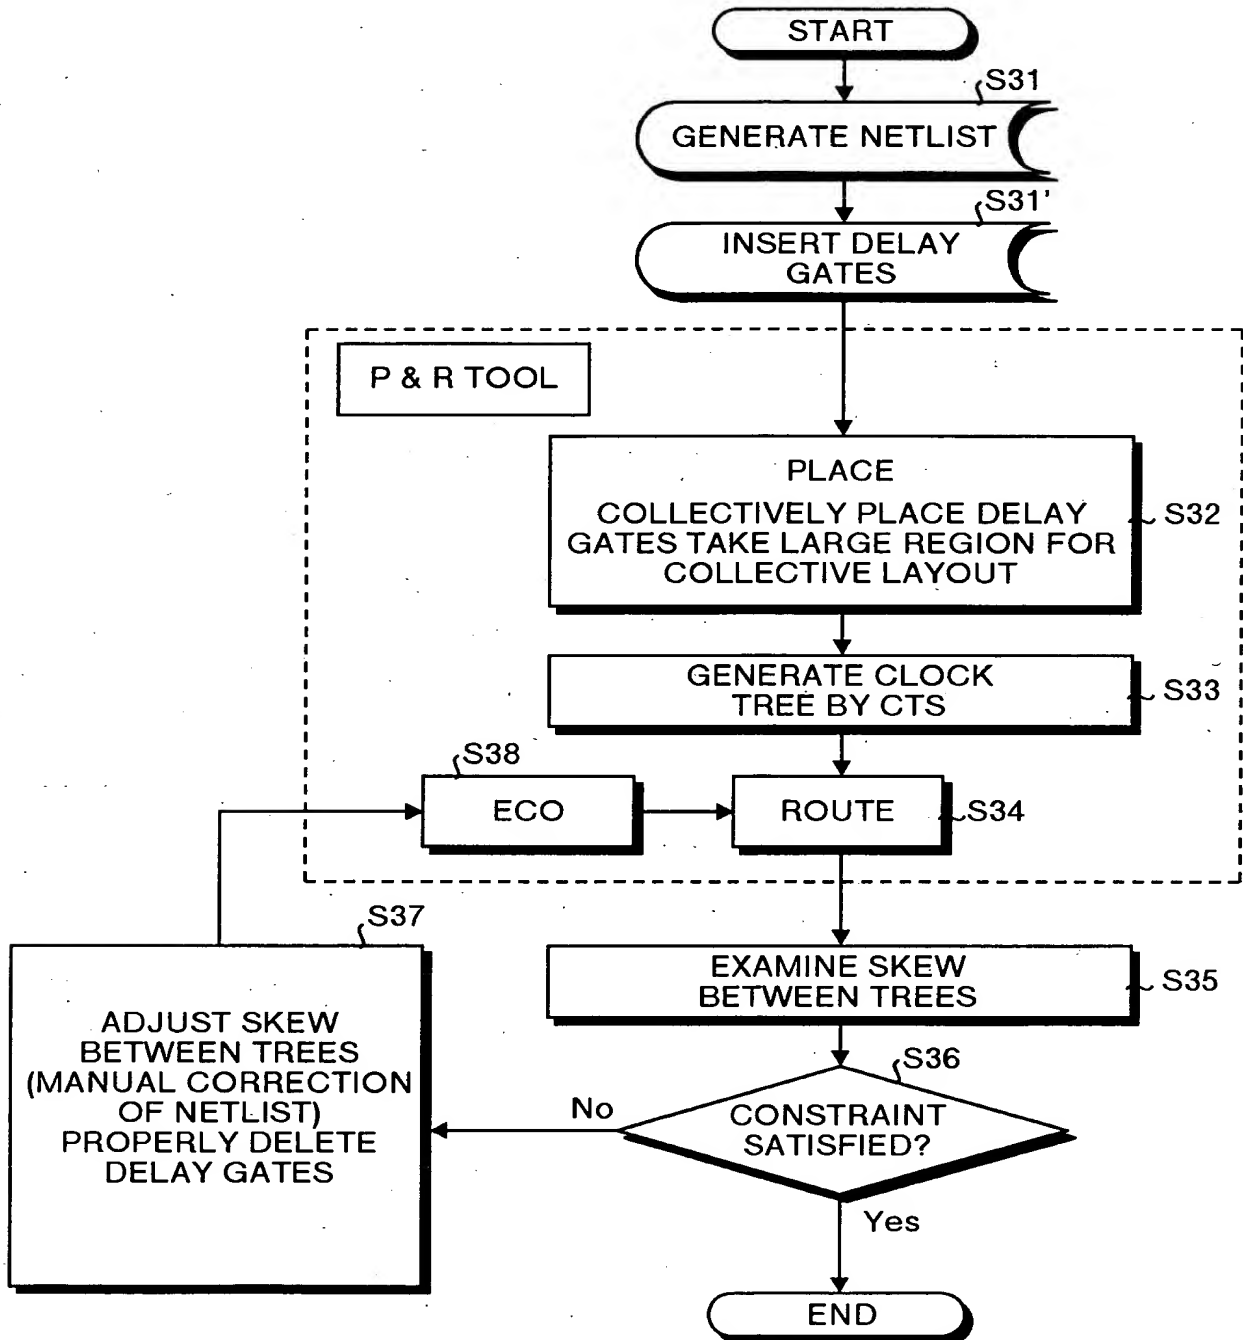 START
S31
GENERATE NETLIST
S31'
INSERT DELAY
GATES
P & R TOOL
PLACE
COLLECTIVELY PLACE DELAY
GATES TAKE LARGE REGION FOR
COLLECTIVE LAYOUT
S32
GENERATE CLOCK
TREE BY CTS
S33
S38
ECO
ROUTE
S34
S37
ADJUST SKEW
BETWEEN TREES
(MANUAL CORRECTION
OF NETLIST)
PROPERLY DELETE
DELAY GATES
EXAMINE SKEW
BETWEEN TREES
S35
S36
CONSTRAINT
SATISFIED?
No
Yes
END